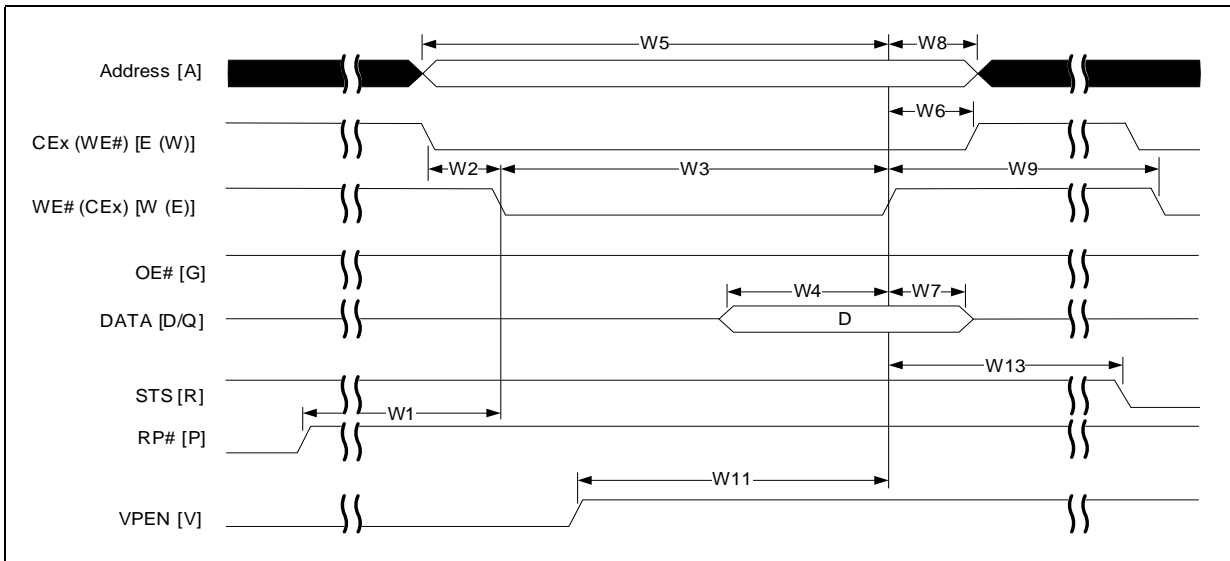 W5
W8
Address [A]
W6
CEx (WE#) [E (W)]
W2
W3
W9
WE# (CEx) [W (E)]
OE# [G]
W4
W7
DATA [D/Q]
D
W13
STS [R]
W1
RP# [P]
W11
VPEN [V]